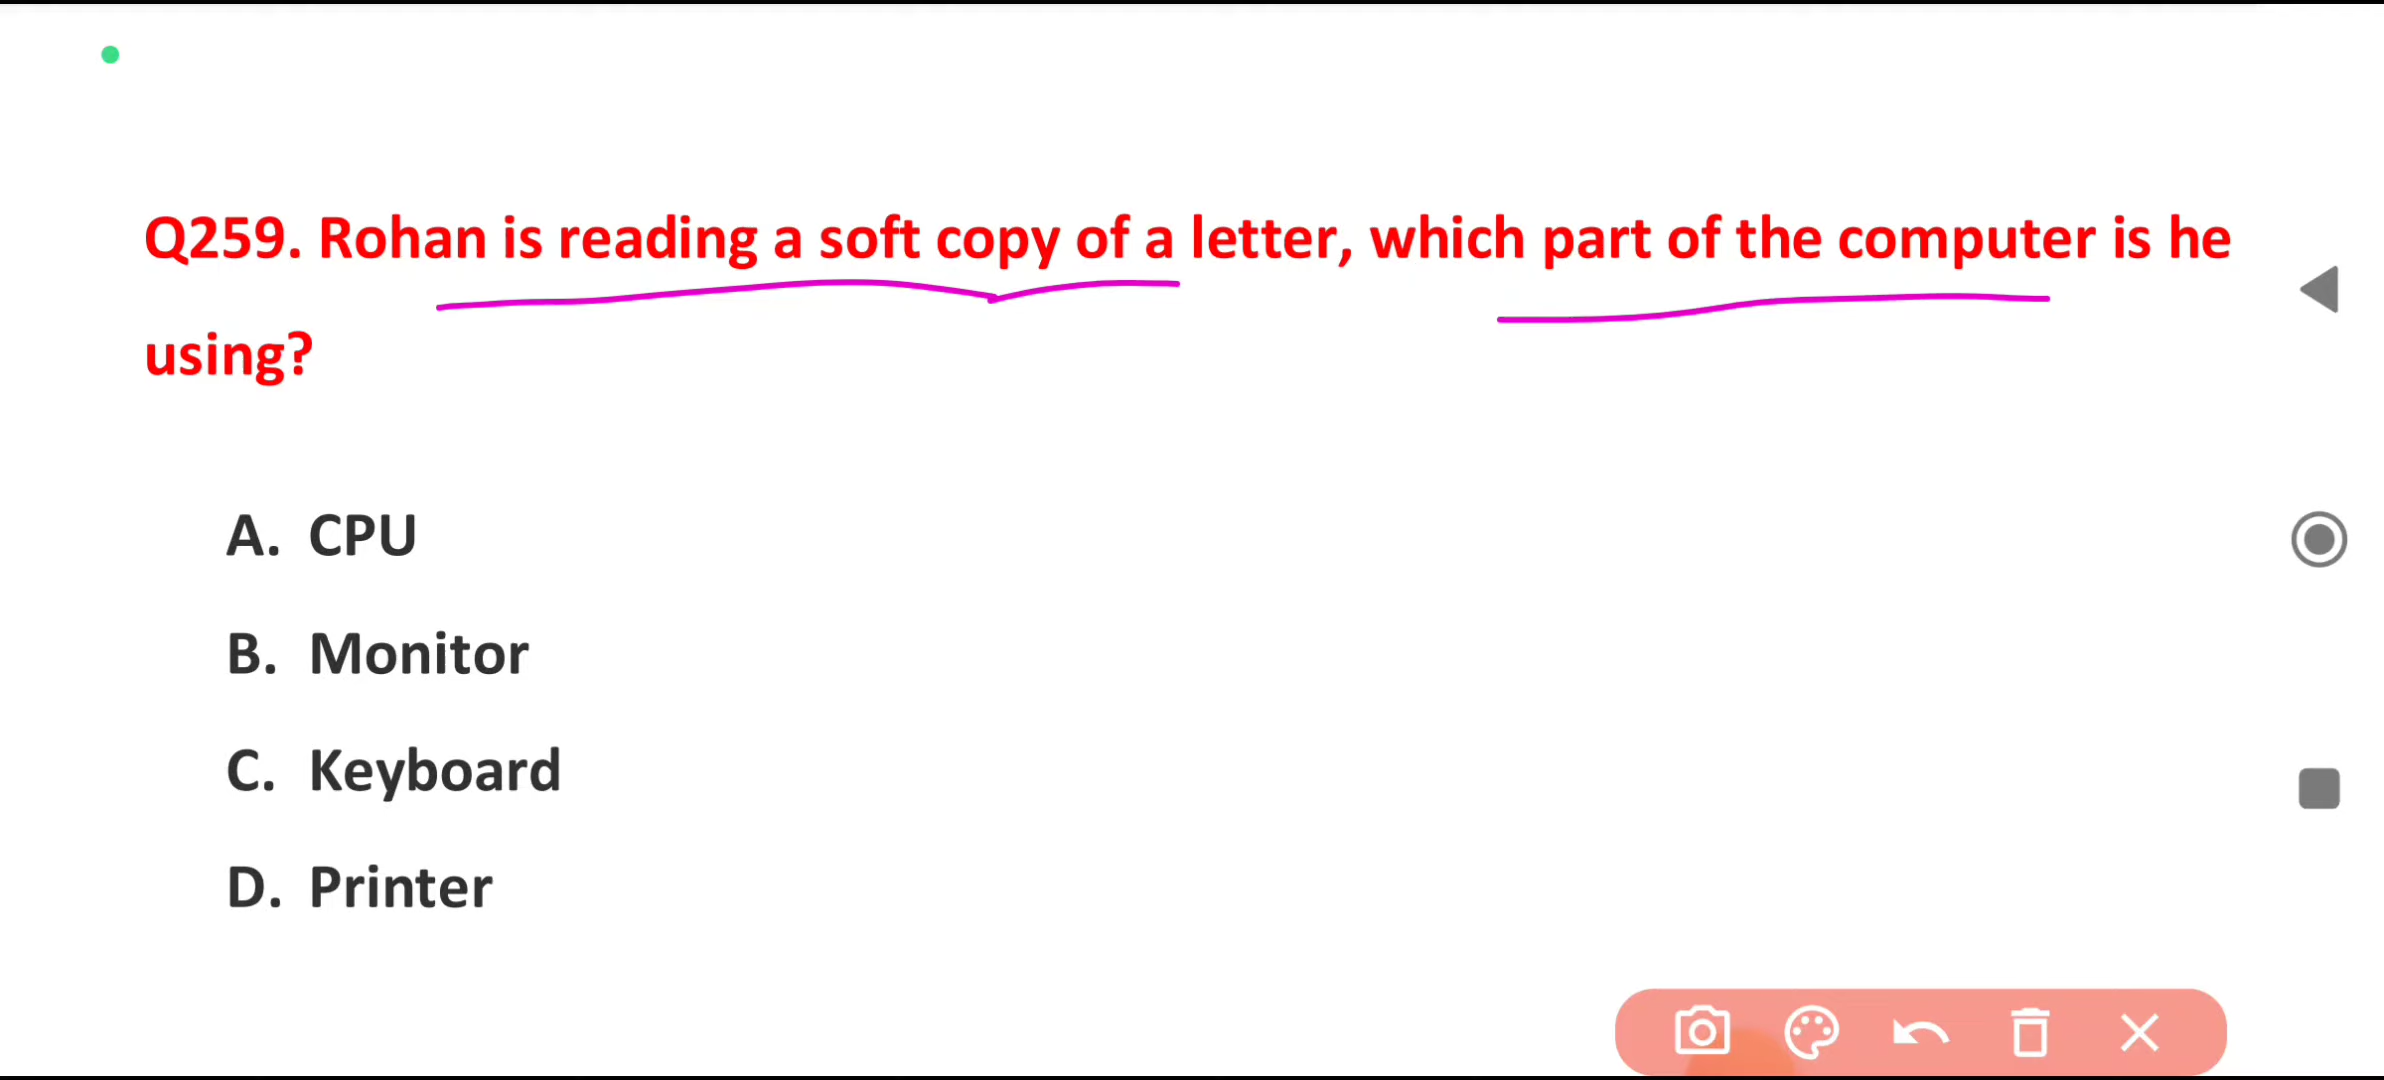 Q259. Rohan is reading a soft copy of a letter, which part of the computer is he
using?
A. CPU
B. Monitor
C. Keyboard
D. Printer